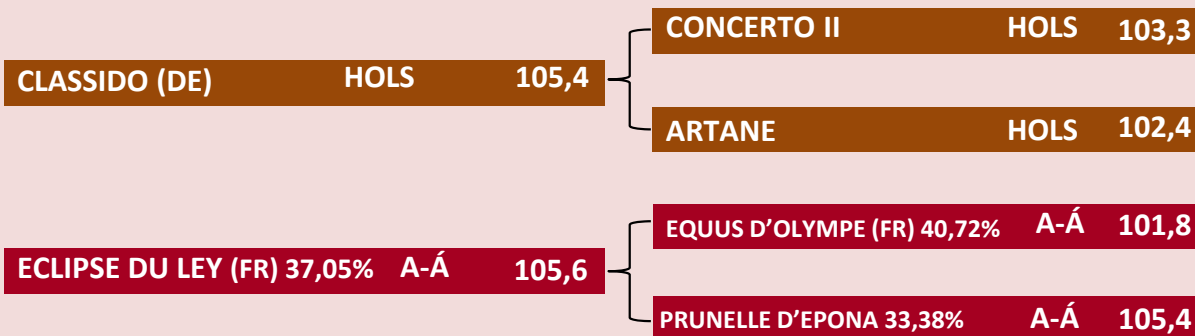 CONCERTO II HOLS 103,3
CLASSIDO (DE) HOLS 105,4
ARTANE HOLS 102,4
EQUUS D’OLYMPE (FR) 40,72% A-Á 101,8
ECLIPSE DU LEY (FR) 37,05% A-Á 105,6
PRUNELLE D’EPONA 33,38% A-Á 105,4